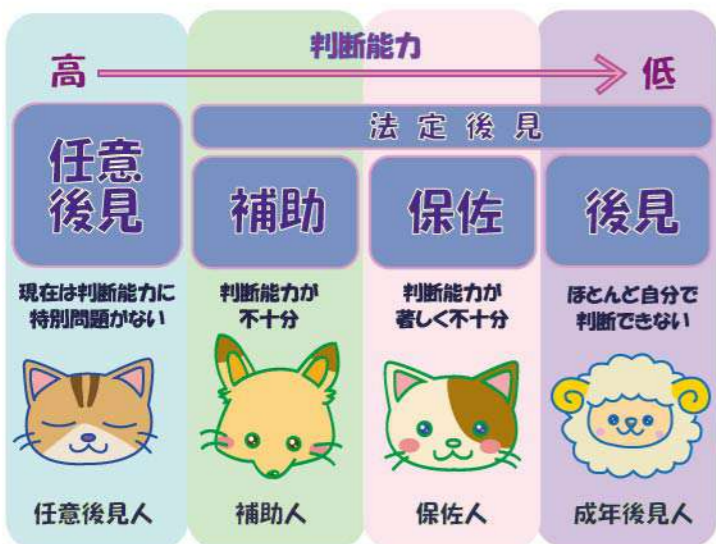 判断能力
高
低
任意
後見
法定後見
補助
保佐
後見
現在は判断能力に
特別問題がない
判断能力が
不十分
判断能力が
著しく不十分
ほとんど自分で
判断できない
任意後見人
補助人
保佐人
成年後見人